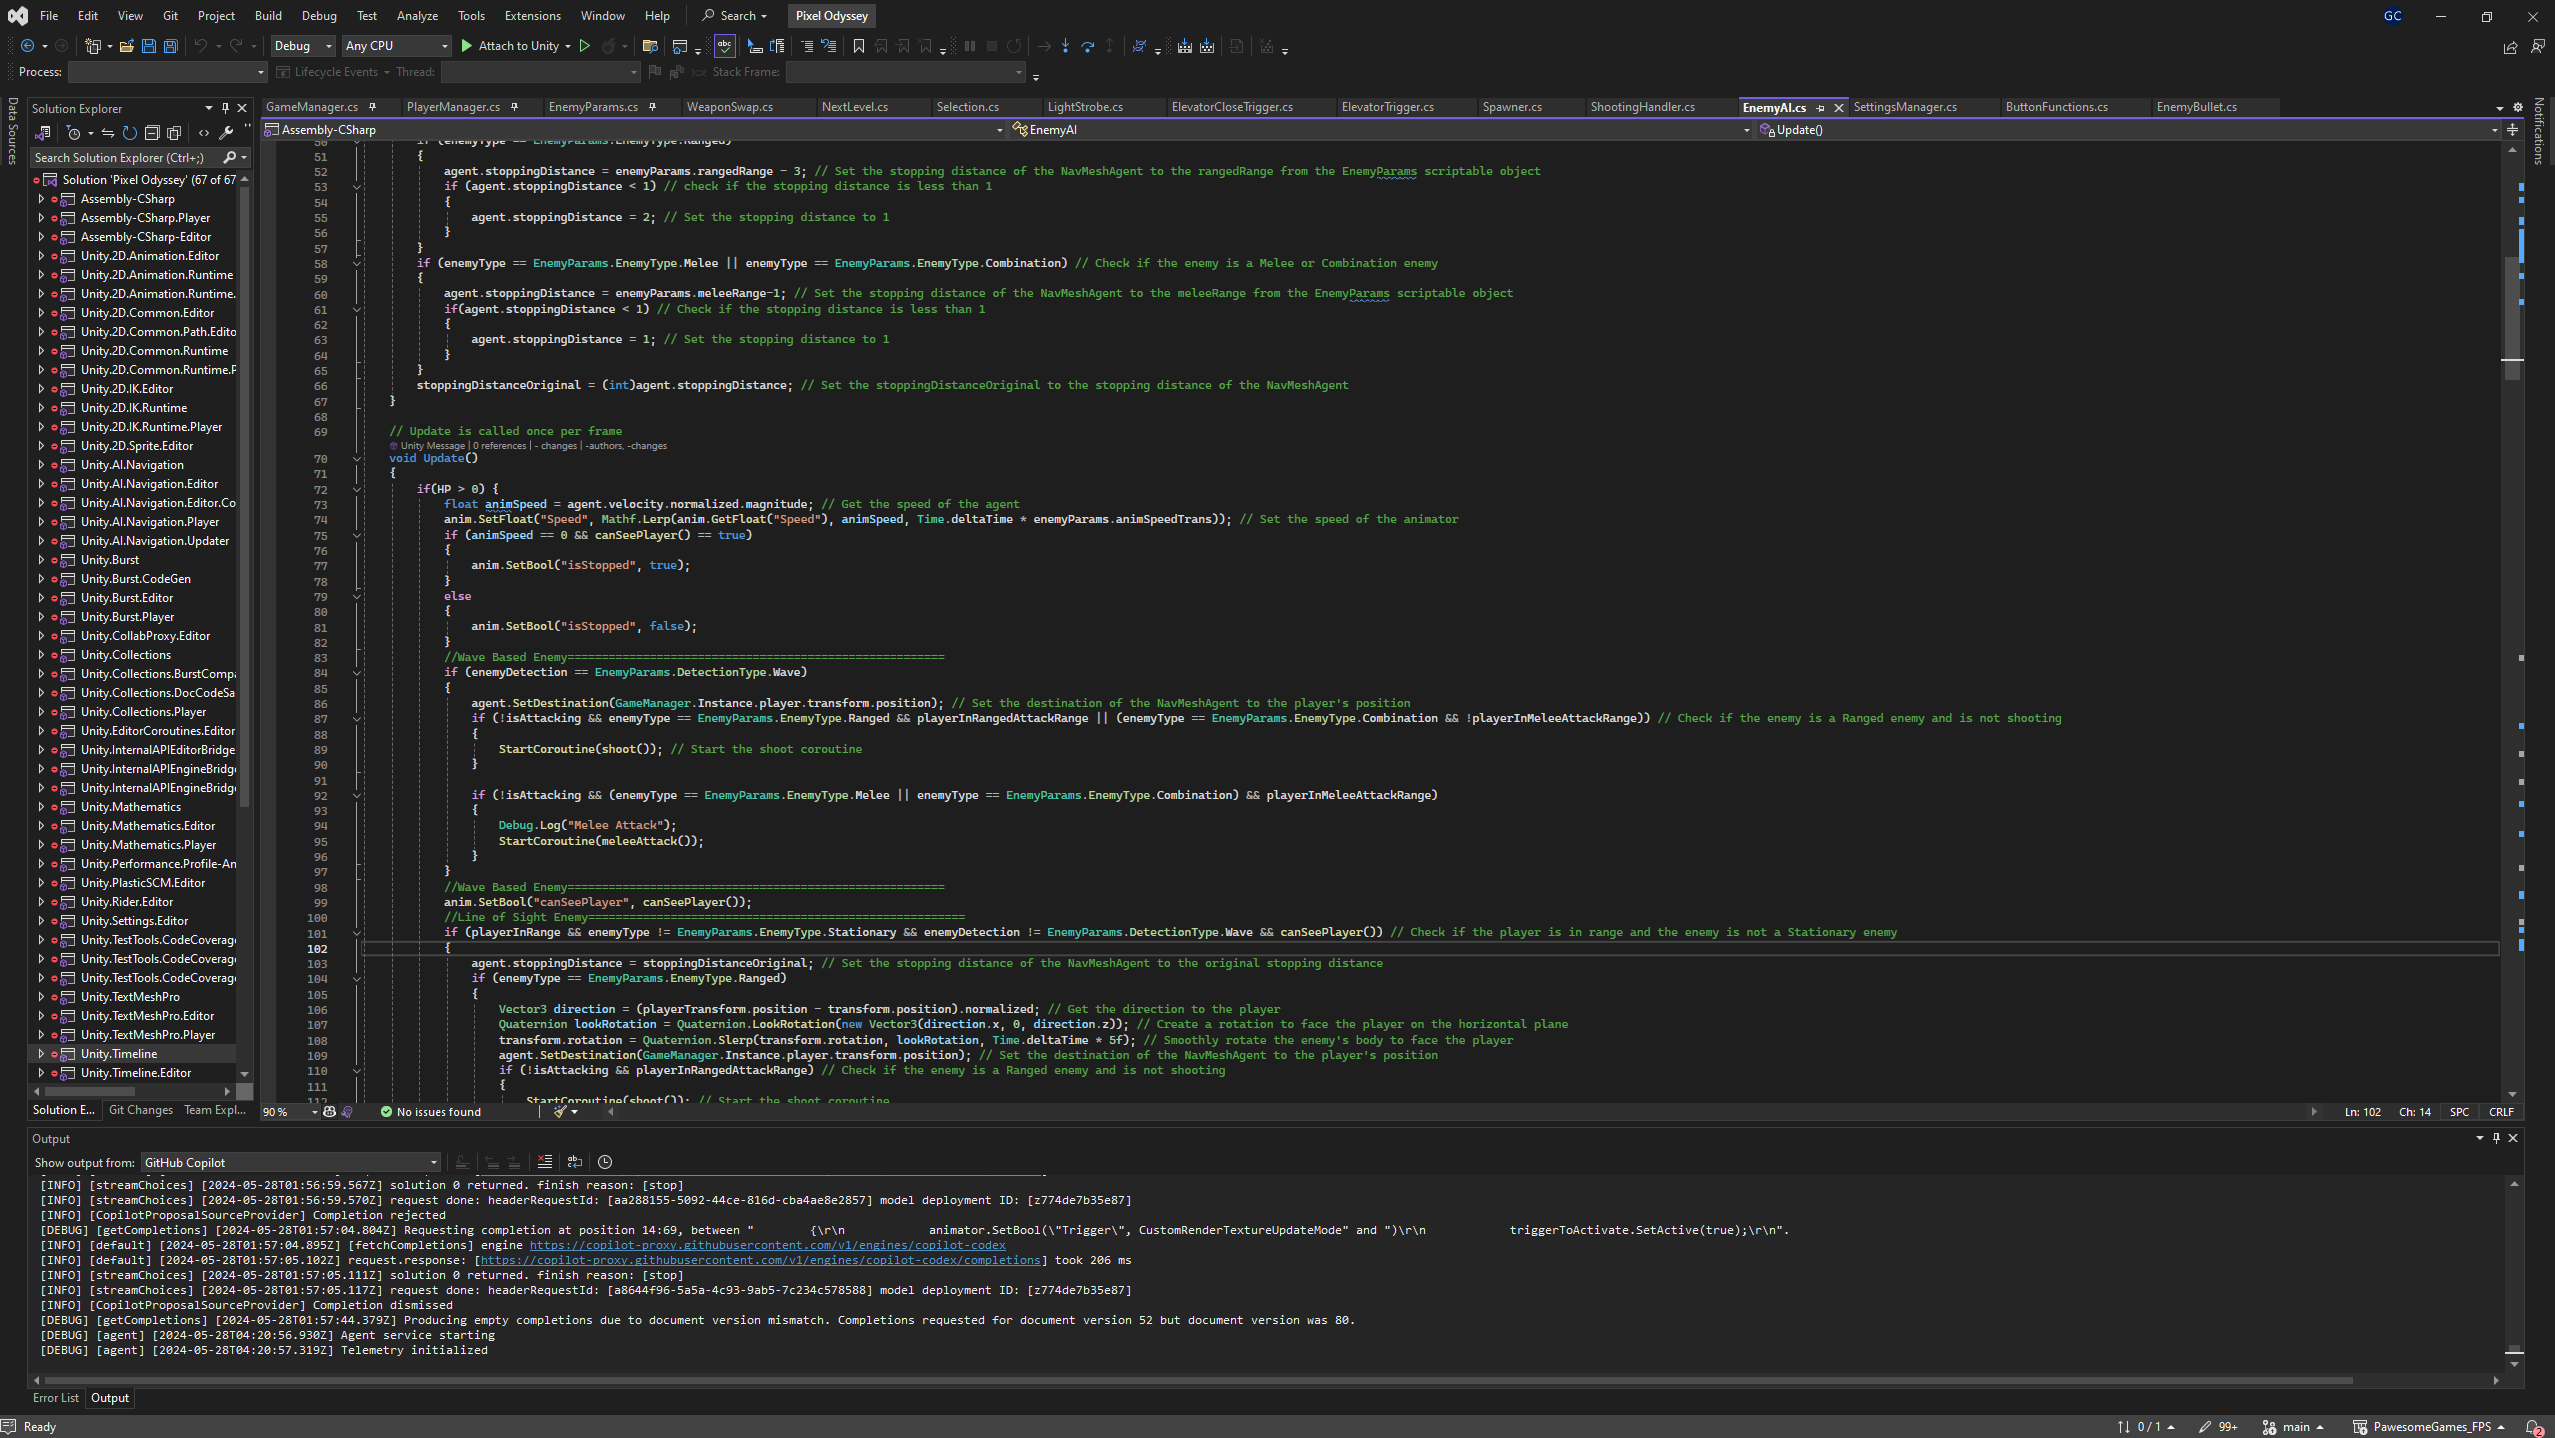 File Edit View Git Project Build Debug Test Analyze Tools Extensions Window Help Search Pixel Odyssey GC
Debug Any CPU Attach to Unity
Process: Lifecycle Events Thread: Stack Frame:
Data Sources
Solution Explorer
Search Solution Explorer (Ctrl+;)
Solution 'Pixel Odyssey' (67 of 67
Assembly-CSharp
Assembly-CSharp.Player
Assembly-CSharp-Editor
Unity.2D.Animation.Editor
Unity.2D.Animation.Runtime
Unity.2D.Animation.Runtime.
Unity.2D.Common.Editor
Unity.2D.Common.Path.Edito
Unity.2D.Common.Runtime
Unity.2D.Common.Runtime.P
Unity.2D.IK.Editor
Unity.2D.IK.Runtime
Unity.2D.IK.Runtime.Player
Unity.2D.Sprite.Editor
Unity.AI.Navigation
Unity.AI.Navigation.Editor
Unity.AI.Navigation.Editor.Co
Unity.AI.Navigation.Player
Unity.AI.Navigation.Updater
Unity.Burst
Unity.Burst.CodeGen
Unity.Burst.Editor
Unity.Burst.Player
Unity.CollabProxy.Editor
Unity.Collections
Unity.Collections.BurstCompa
Unity.Collections.DocCodeSa
Unity.Collections.Player
Unity.EditorCoroutines.Editor
Unity.InternalAPIEditorBridge
Unity.InternalAPIEngineBridg
Unity.InternalAPIEngineBridg
Unity.Mathematics
Unity.Mathematics.Editor
Unity.Mathematics.Player
Unity.Performance.Profile-An
Unity.PlasticSCM.Editor
Unity.Rider.Editor
Unity.Settings.Editor
Unity.TestTools.CodeCoverag
Unity.TestTools.CodeCoverag
Unity.TestTools.CodeCoverag
Unity.TextMeshPro
Unity.TextMeshPro.Editor
Unity.TextMeshPro.Player
Unity.Timeline
Unity.Timeline.Editor
Solution E... Git Changes Team Expl...
GameManager.cs PlayerManager.cs EnemyParams.cs WeaponSwap.cs NextLevel.cs Selection.cs LightStrobe.cs ElevatorCloseTrigger.cs ElevatorTrigger.cs Spawner.cs ShootingHandler.cs EnemyAI.cs SettingsManager.cs ButtonFunctions.cs EnemyBullet.cs
Assembly-CSharp EnemyAI Update()
50 if (enemyType == EnemyParams.EnemyType.Ranged)
51 {
52 agent.stoppingDistance = enemyParams.rangedRange - 3; // Set the stopping distance of the NavMeshAgent to the rangedRange from the EnemyParams scriptable object
53 if (agent.stoppingDistance < 1) // check if the stopping distance is less than 1
54 {
55 agent.stoppingDistance = 2; // Set the stopping distance to 1
56 }
57 }
58 if (enemyType == EnemyParams.EnemyType.Melee || enemyType == EnemyParams.EnemyType.Combination) // Check if the enemy is a Melee or Combination enemy
59 {
60 agent.stoppingDistance = enemyParams.meleeRange-1; // Set the stopping distance of the NavMeshAgent to the meleeRange from the EnemyParams scriptable object
61 if(agent.stoppingDistance < 1) // Check if the stopping distance is less than 1
62 {
63 agent.stoppingDistance = 1; // Set the stopping distance to 1
64 }
65 }
66 stoppingDistanceOriginal = (int)agent.stoppingDistance; // Set the stoppingDistanceOriginal to the stopping distance of the NavMeshAgent
67 }
68
69 // Update is called once per frame
Unity Message | 0 references | - changes | -authors, -changes
70 void Update()
71 {
72 if(HP > 0) {
73 float animSpeed = agent.velocity.normalized.magnitude; // Get the speed of the agent
74 anim.SetFloat("Speed", Mathf.Lerp(anim.GetFloat("Speed"), animSpeed, Time.deltaTime * enemyParams.animSpeedTrans)); // Set the speed of the animator
75 if (animSpeed == 0 && canSeePlayer() == true)
76 {
77 anim.SetBool("isStopped", true);
78 }
79 else
80 {
81 anim.SetBool("isStopped", false);
82 }
83 //Wave Based Enemy=======================================================
84 if (enemyDetection == EnemyParams.DetectionType.Wave)
85 {
86 agent.SetDestination(GameManager.Instance.player.transform.position); // Set the destination of the NavMeshAgent to the player's position
87 if (!isAttacking && enemyType == EnemyParams.EnemyType.Ranged && playerInRangedAttackRange || (enemyType == EnemyParams.EnemyType.Combination && !playerInMeleeAttackRange)) // Check if the enemy is a Ranged enemy and is not shooting
88 {
89 StartCoroutine(shoot()); // Start the shoot coroutine
90 }
91
92 if (!isAttacking && (enemyType == EnemyParams.EnemyType.Melee || enemyType == EnemyParams.EnemyType.Combination) && playerInMeleeAttackRange)
93 {
94 Debug.Log("Melee Attack");
95 StartCoroutine(meleeAttack());
96 }
97 }
98 //Wave Based Enemy=======================================================
99 anim.SetBool("canSeePlayer", canSeePlayer());
100 //Line of Sight Enemy=======================================================
101 if (playerInRange && enemyType != EnemyParams.EnemyType.Stationary && enemyDetection != EnemyParams.DetectionType.Wave && canSeePlayer()) // Check if the player is in range and the enemy is not a Stationary enemy
102 {
103 agent.stoppingDistance = stoppingDistanceOriginal; // Set the stopping distance of the NavMeshAgent to the original stopping distance
104 if (enemyType == EnemyParams.EnemyType.Ranged)
105 {
106 Vector3 direction = (playerTransform.position - transform.position).normalized; // Get the direction to the player
107 Quaternion lookRotation = Quaternion.LookRotation(new Vector3(direction.x, 0, direction.z)); // Create a rotation to face the player on the horizontal plane
108 transform.rotation = Quaternion.Slerp(transform.rotation, lookRotation, Time.deltaTime * 5f); // Smoothly rotate the enemy's body to face the player
109 agent.SetDestination(GameManager.Instance.player.transform.position); // Set the destination of the NavMeshAgent to the player's position
110 if (!isAttacking && playerInRangedAttackRange) // Check if the enemy is a Ranged enemy and is not shooting
111 {
112 StartCoroutine(shoot()); // Start the shoot coroutine
90 % No issues found Ln: 102 Ch: 14 SPC CRLF
Notifications
Output
Show output from: GitHub Copilot
[INFO] [streamChoices] [2024-05-28T01:56:59.567Z] solution 0 returned. finish reason: [stop]
[INFO] [streamChoices] [2024-05-28T01:56:59.570Z] request done: headerRequestId: [aa288155-5092-44ce-816d-cba4ae8e2857] model deployment ID: [z774de7b35e87]
[INFO] [CopilotProposalSourceProvider] Completion rejected
[DEBUG] [getCompletions] [2024-05-28T01:57:04.804Z] Requesting completion at position 14:69, between " {\r\n animator.SetBool(\"Trigger\", CustomRenderTextureUpdateMode" and ")\r\n triggerToActivate.SetActive(true);\r\n".
[INFO] [default] [2024-05-28T01:57:04.895Z] [fetchCompletions] engine https://copilot-proxy.githubusercontent.com/v1/engines/copilot-codex
[INFO] [default] [2024-05-28T01:57:05.102Z] request.response: [https://copilot-proxy.githubusercontent.com/v1/engines/copilot-codex/completions] took 206 ms
[INFO] [streamChoices] [2024-05-28T01:57:05.111Z] solution 0 returned. finish reason: [stop]
[INFO] [streamChoices] [2024-05-28T01:57:05.117Z] request done: headerRequestId: [a8644f96-5a5a-4c93-9ab5-7c234c578588] model deployment ID: [z774de7b35e87]
[INFO] [CopilotProposalSourceProvider] Completion dismissed
[DEBUG] [getCompletions] [2024-05-28T01:57:44.379Z] Producing empty completions due to document version mismatch. Completions requested for document version 52 but document version was 80.
[DEBUG] [agent] [2024-05-28T04:20:56.930Z] Agent service starting
[DEBUG] [agent] [2024-05-28T04:20:57.319Z] Telemetry initialized
Error List Output
Ready 0 / 1 99+ main PawesomeGames_FPS 2